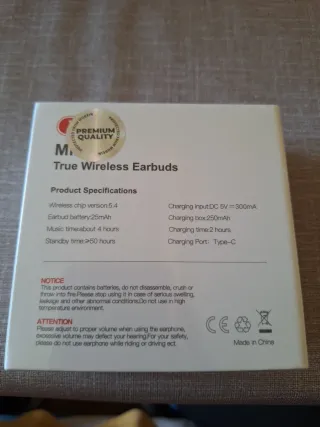 PREMIUM
QUALITY
True Wireless Earbuds
Product Specifications
Wireless chip version:5.4
Charging input:DC 5V⎓300mA
Earbud battery:25mAh
Charging box:250mAh
Music time:about 4 hours
Charging time:2 hours
Standby time:≥50 hours
Charging Port: Type-C
NOTICE
This product contains batteries, do not disassemble, crush or
throw into fire.Please stop using it in case of serious swelling,
leakage and other abnormal conditions.Do not use in high
temperature environment.
ATTENTION
Please adjust to proper volume when using the earphone,
excessive volume may deffect your hearing.For your safety,
please do not use earphone while riding or driving ect.
CE
Made in China